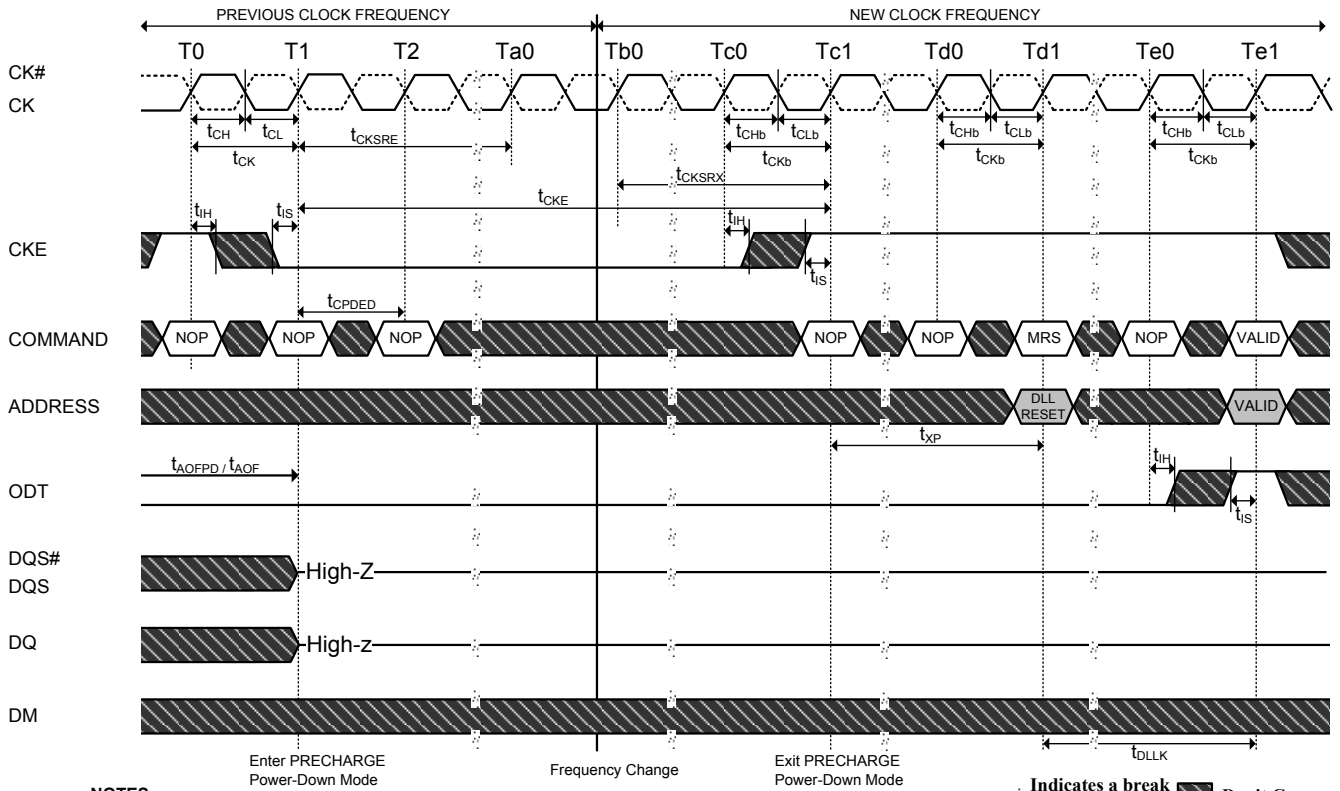 PREVIOUS CLOCK FREQUENCY NEW CLOCK FREQUENCY
T0 T1 T2 Ta0 Tb0 Tc0 Tc1 Td0 Td1 Te0 Te1
CK#
CK
tCH tCL tCHb tCLb tCHb tCLb tCHb tCLb
tCK tCKSRE tCKb tCKb tCKb
tCKSRX
tCKE
tIH tIS tIH
CKE
tIS
tCPDED
COMMAND NOP NOP NOP NOP NOP MRS NOP VALID
ADDRESS DLL RESET VALID
tXP
tAOFPD / tAOF tIH
ODT
tIS
DQS#
DQS
High-Z
DQ High-z
DM
tDLLK
Enter PRECHARGE
Power-Down Mode
Frequency Change
Exit PRECHARGE
Power-Down Mode
Indicates a break